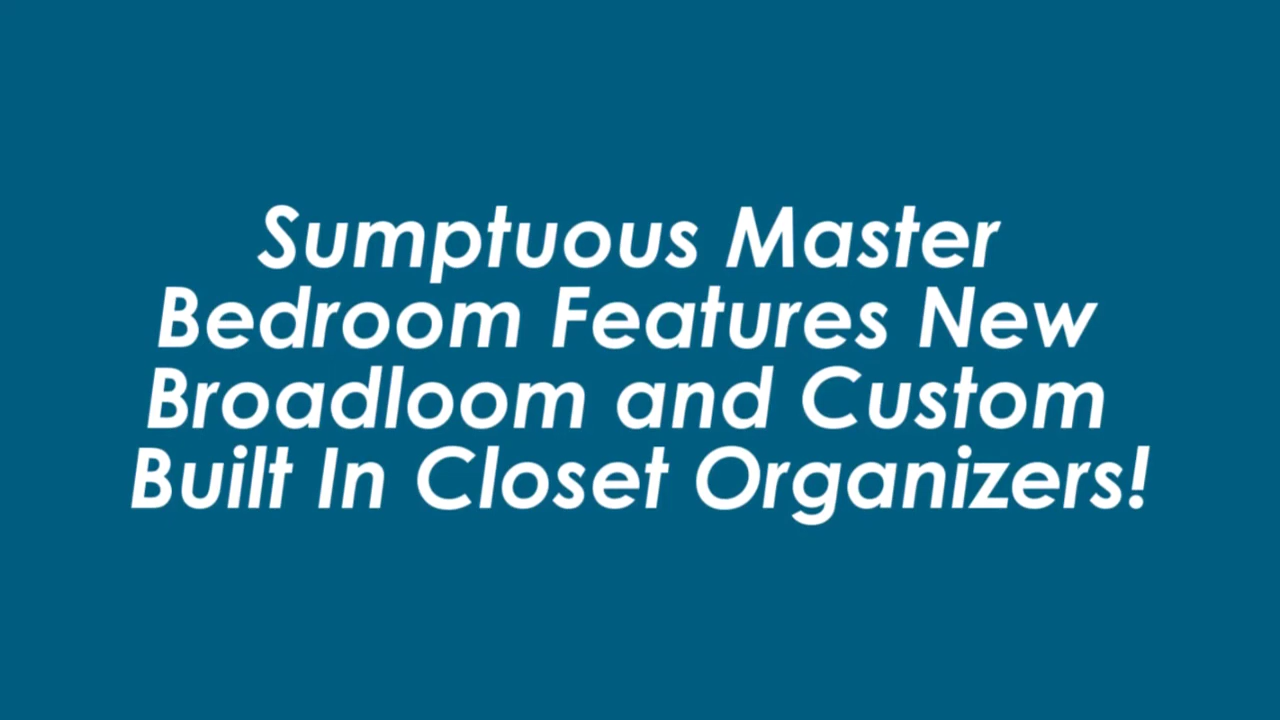 Sumptuous Master
Bedroom Features New
Broadloom and Custom
Built In Closet Organizers!